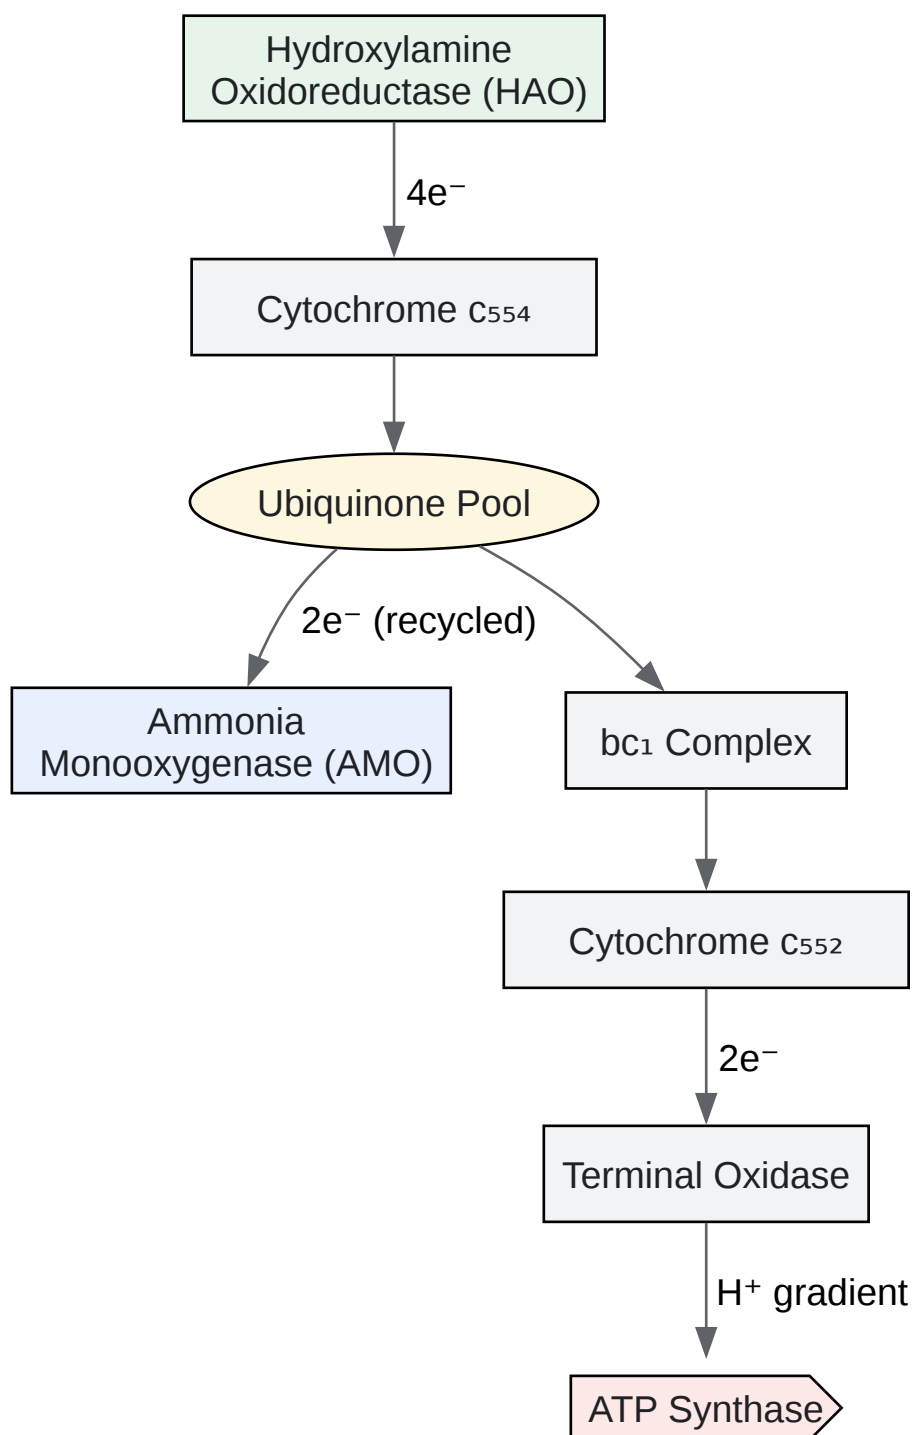 Hydroxylamine
Oxidoreductase (HAO)
4e⁻
Cytochrome c₅₅₄
Ubiquinone Pool
2e⁻ (recycled)
Ammonia
Monooxygenase (AMO)
bc₁ Complex
Cytochrome c₅₅₂
2e⁻
Terminal Oxidase
H⁺ gradient
ATP Synthase